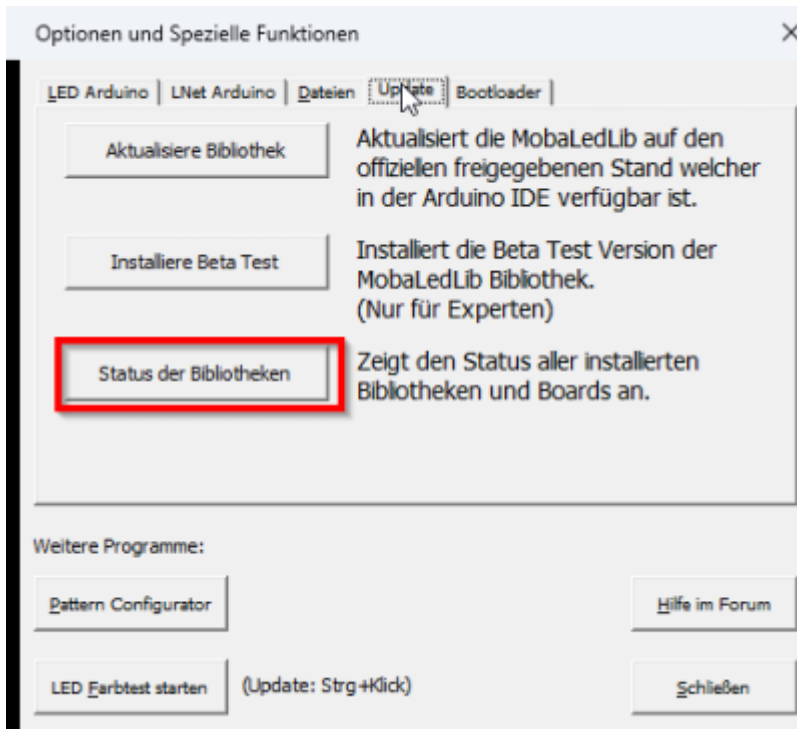 Optionen und Spezielle Funktionen
LED Arduino | LNet Arduino | Dateien | Update | Bootloader |
Aktualisiere Bibliothek
Aktualisiert die MobaLedLib auf den
offiziellen freigegebenen Stand welcher
in der Arduino IDE verfügbar ist.
Installiere Beta Test
Installiert die Beta Test Version der
MobaLedLib Bibliothek.
(Nur für Experten)
Status der Bibliotheken
Zeigt den Status aller installierten
Bibliotheken und Boards an.
Weitere Programme:
Pattern Configurator
Hilfe im Forum
LED Farbtest starten
(Update: Strg+Klick)
Schließen